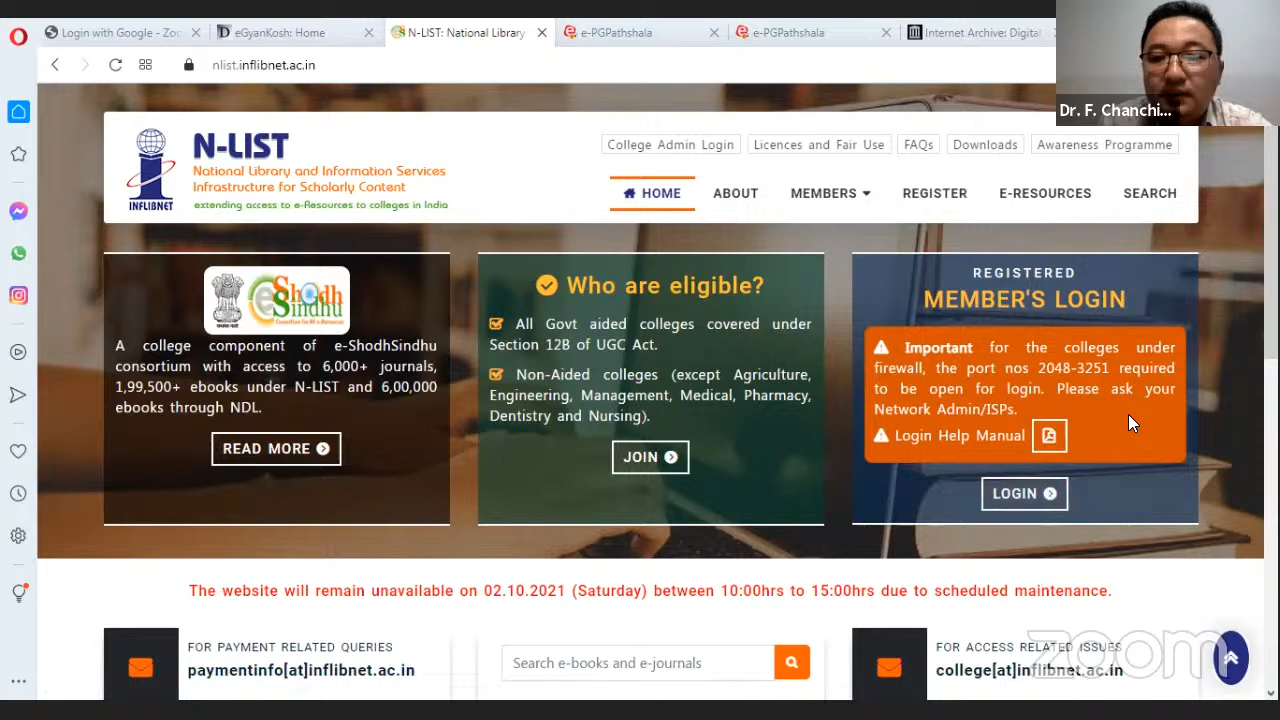 Login with Google - Zoo
eGyanKosh: Home
N-LIST: National Library
e-PGPathshala
e-PGPathshala
Internet Archive: Digital
nlist.inflibnet.ac.in
Dr. F. Chanchi...
INFLIBNET
N-LIST
National Library and Information Services
Infrastructure for Scholarly Content
extending access to e-Resources to colleges in India
College Admin Login
Licences and Fair Use
FAQs
Downloads
Awareness Programme
HOME
ABOUT
MEMBERS
REGISTER
E-RESOURCES
SEARCH
eShodh
Sindhu
A college component of e-ShodhSindhu
consortium with access to 6,000+ journals,
1,99,500+ ebooks under N-LIST and 6,00,000
ebooks through NDL.
READ MORE
Who are eligible?
All Govt aided colleges covered under
Section 12B of UGC Act.
Non-Aided colleges (except Agriculture,
Engineering, Management, Medical, Pharmacy,
Dentistry and Nursing).
JOIN
REGISTERED
MEMBER'S LOGIN
Important for the colleges under
firewall, the port nos 2048-3251 required
to be open for login. Please ask your
Network Admin/ISPs.
Login Help Manual
LOGIN
The website will remain unavailable on 02.10.2021 (Saturday) between 10:00hrs to 15:00hrs due to scheduled maintenance.
FOR PAYMENT RELATED QUERIES
paymentinfo[at]inflibnet.ac.in
Search e-books and e-journals
FOR ACCESS RELATED ISSUES
college[at]inflibnet.ac.in
zoom